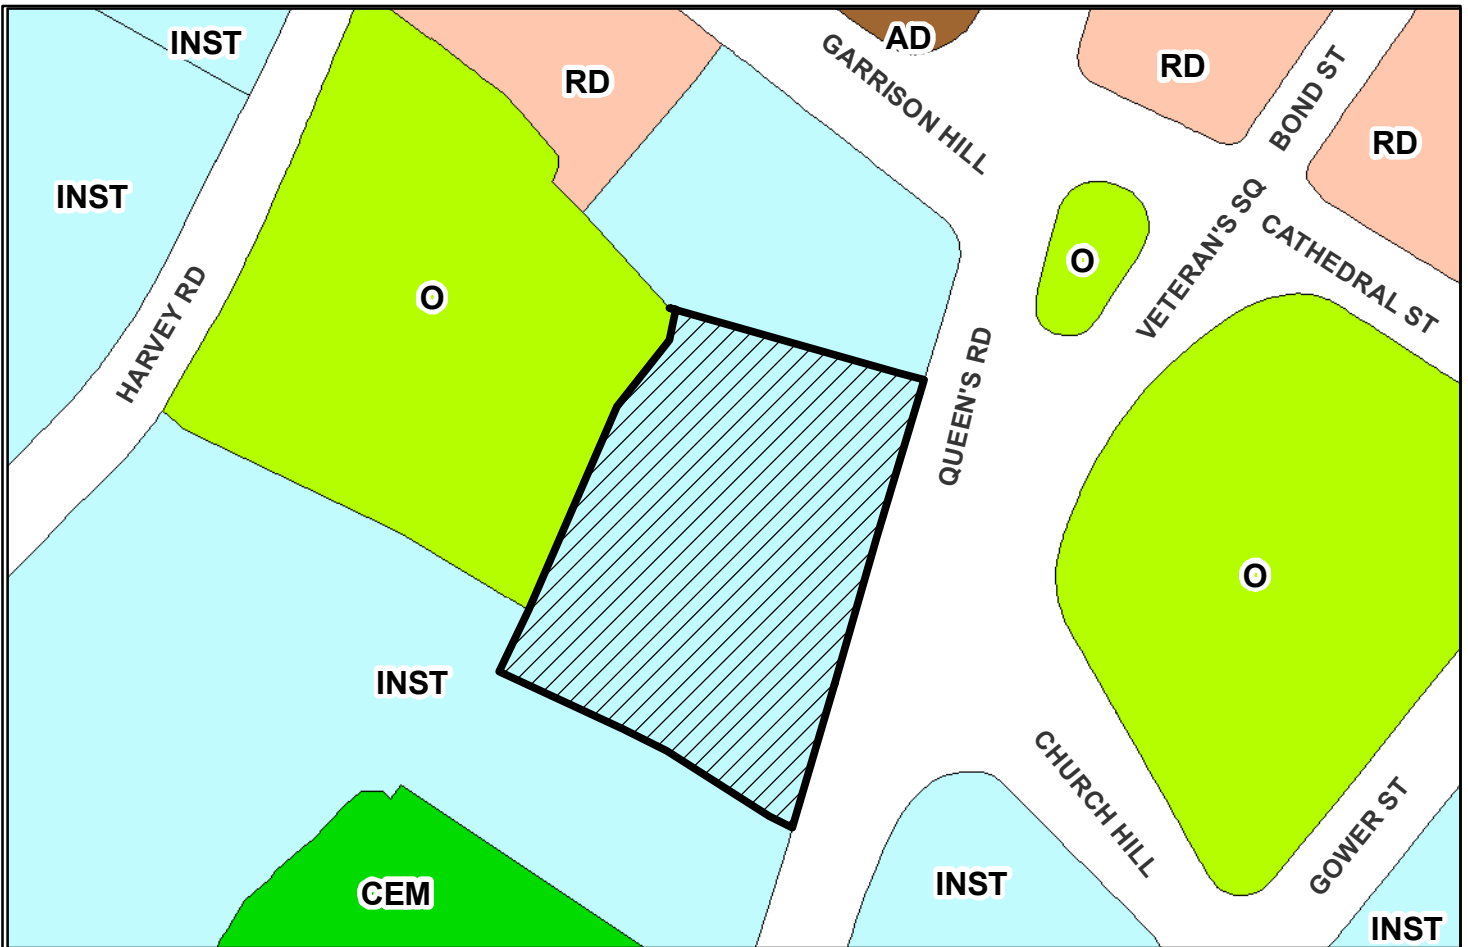 INST
AD
GARRISON HILL
RD
RD
BOND ST
RD
INST
VETERAN'S SQ
CATHEDRAL ST
O
O
HARVEY RD
QUEEN'S RD
O
INST
CHURCH HILL
GOWER ST
CEM
INST
INST